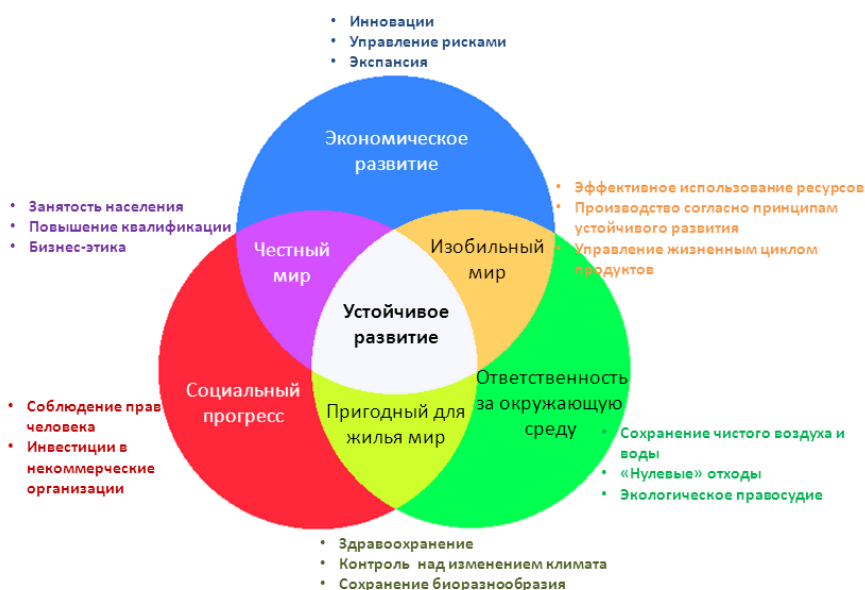 • Инновации
• Управление рисками
• Экспансия
Экономическое
развитие
• Занятость населения
• Повышение квалификации
• Бизнес-этика
• Эффективное использование ресурсов
• Производство согласно принципам
устойчивого развития
• Управление жизненным циклом
продуктов
Честный
мир
Изобильный
мир
Устойчивое
развитие
Социальный
прогресс
Пригодный для
жилья мир
Ответственность
за окружающую
среду
• Соблюдение прав
человека
• Инвестиции в
некоммерческие
организации
• Сохранение чистого воздуха и
воды
• «Нулевые» отходы
• Экологическое правосудие
• Здравоохранение
• Контроль над изменением климата
• Сохранение биоразнообразия